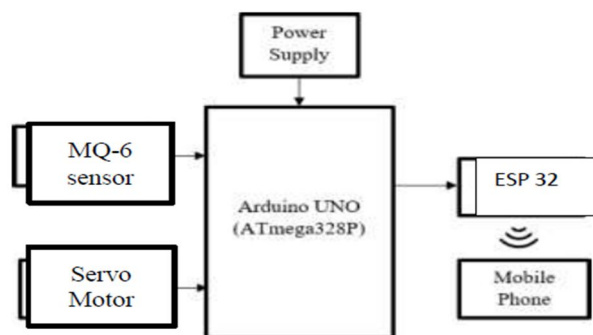 Power
Supply
MQ-6
sensor
Arduino UNO
(ATmega328P)
ESP 32
Servo
Motor
Mobile
Phone